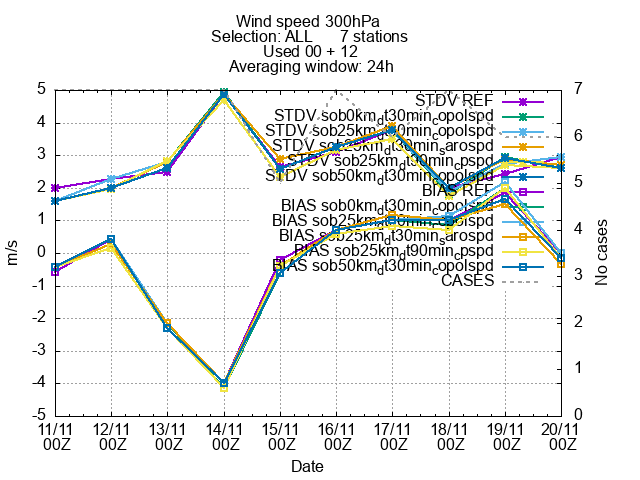 Wind speed 300hPa
Selection: ALL 7 stations
Used 00 + 12
Averaging window: 24h
m/s
5
4
3
2
1
0
-1
-2
-3
-4
-5
STDV REF
STDV sob0km_dt30min_copolspd
STDV sob25km_dt30min_copolspd
STDV sob25km_dt30min_sarospd
STDV sob25km_dt90min_cpspd
STDV sob50km_dt30min_copolspd
BIAS REF
BIAS sob0km_dt30min_copolspd
BIAS sob25km_dt30min_copolspd
BIAS sob25km_dt30min_sarospd
BIAS sob25km_dt90min_cpspd
BIAS sob50km_dt30min_copolspd
CASES
7
6
5
4
3
2
1
0
No cases
11/11 12/11 13/11 14/11 15/11 16/11 17/11 18/11 19/11 20/11
00Z 00Z 00Z 00Z 00Z 00Z 00Z 00Z 00Z 00Z
Date